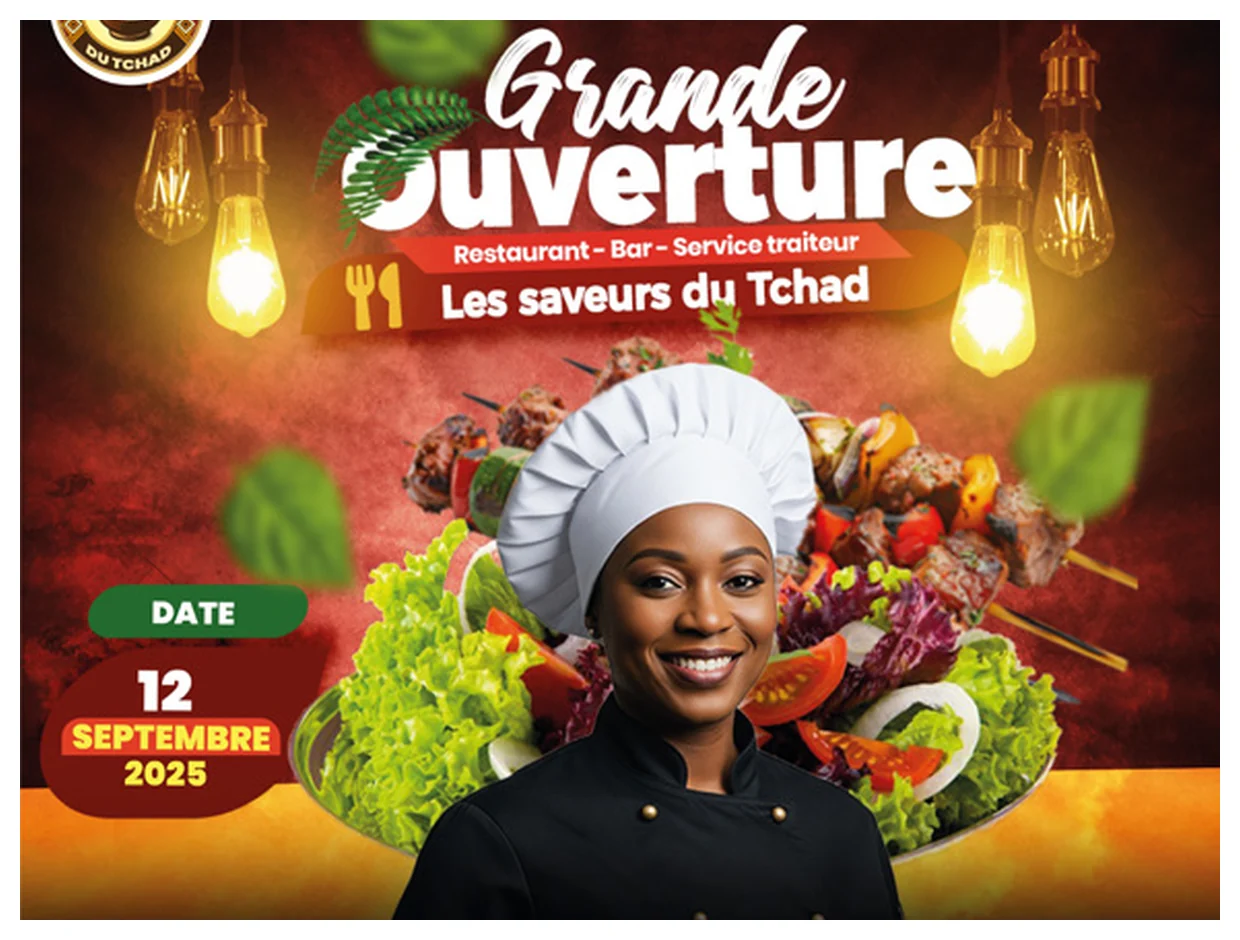 DU TCHAD
Grande
Ouverture
Restaurant - Bar - Service traiteur
Les saveurs du Tchad
DATE
12
SEPTEMBRE
2025